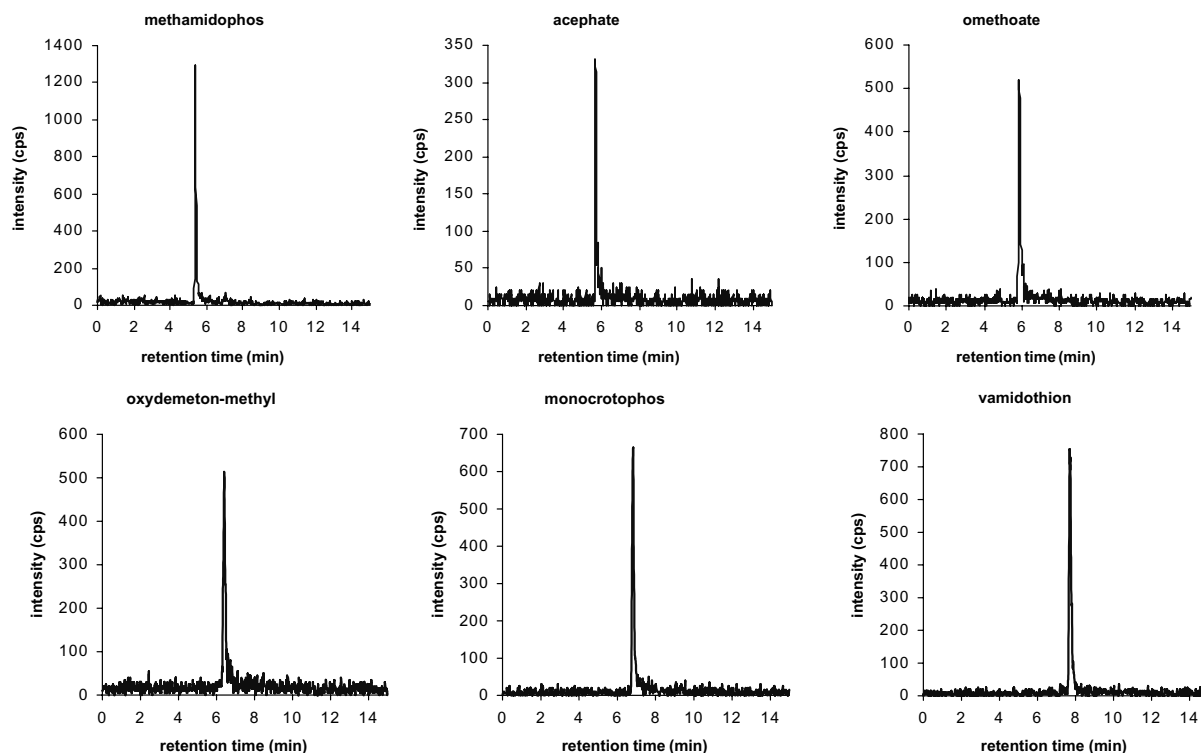 methamidophos
1400
1200
1000
800
600
400
200
0
intensity (cps)
0 2 4 6 8 10 12 14
retention time (min)
acephate
350
300
250
200
150
100
50
0
intensity (cps)
0 2 4 6 8 10 12 14
retention time (min)
omethoate
600
500
400
300
200
100
0
intensity (cps)
0 2 4 6 8 10 12 14
retention time (min)
oxydemeton-methyl
600
500
400
300
200
100
0
intensity (cps)
0 2 4 6 8 10 12 14
retention time (min)
monocrotophos
700
600
500
400
300
200
100
0
intensity (cps)
0 2 4 6 8 10 12 14
retention time (min)
vamidothion
800
700
600
500
400
300
200
100
0
intensity (cps)
0 2 4 6 8 10 12 14
retention time (min)